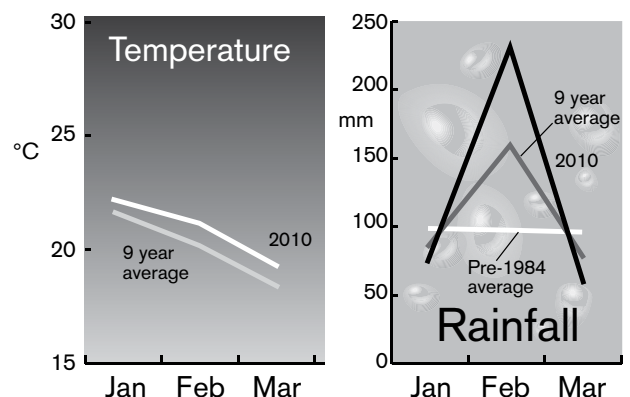 Temperature
30
25
°C
20
15
9 year
average
2010
Jan Feb Mar
250
200
mm
150
100
50
0
9 year
average
2010
Pre-1984
average
Rainfall
Jan Feb Mar